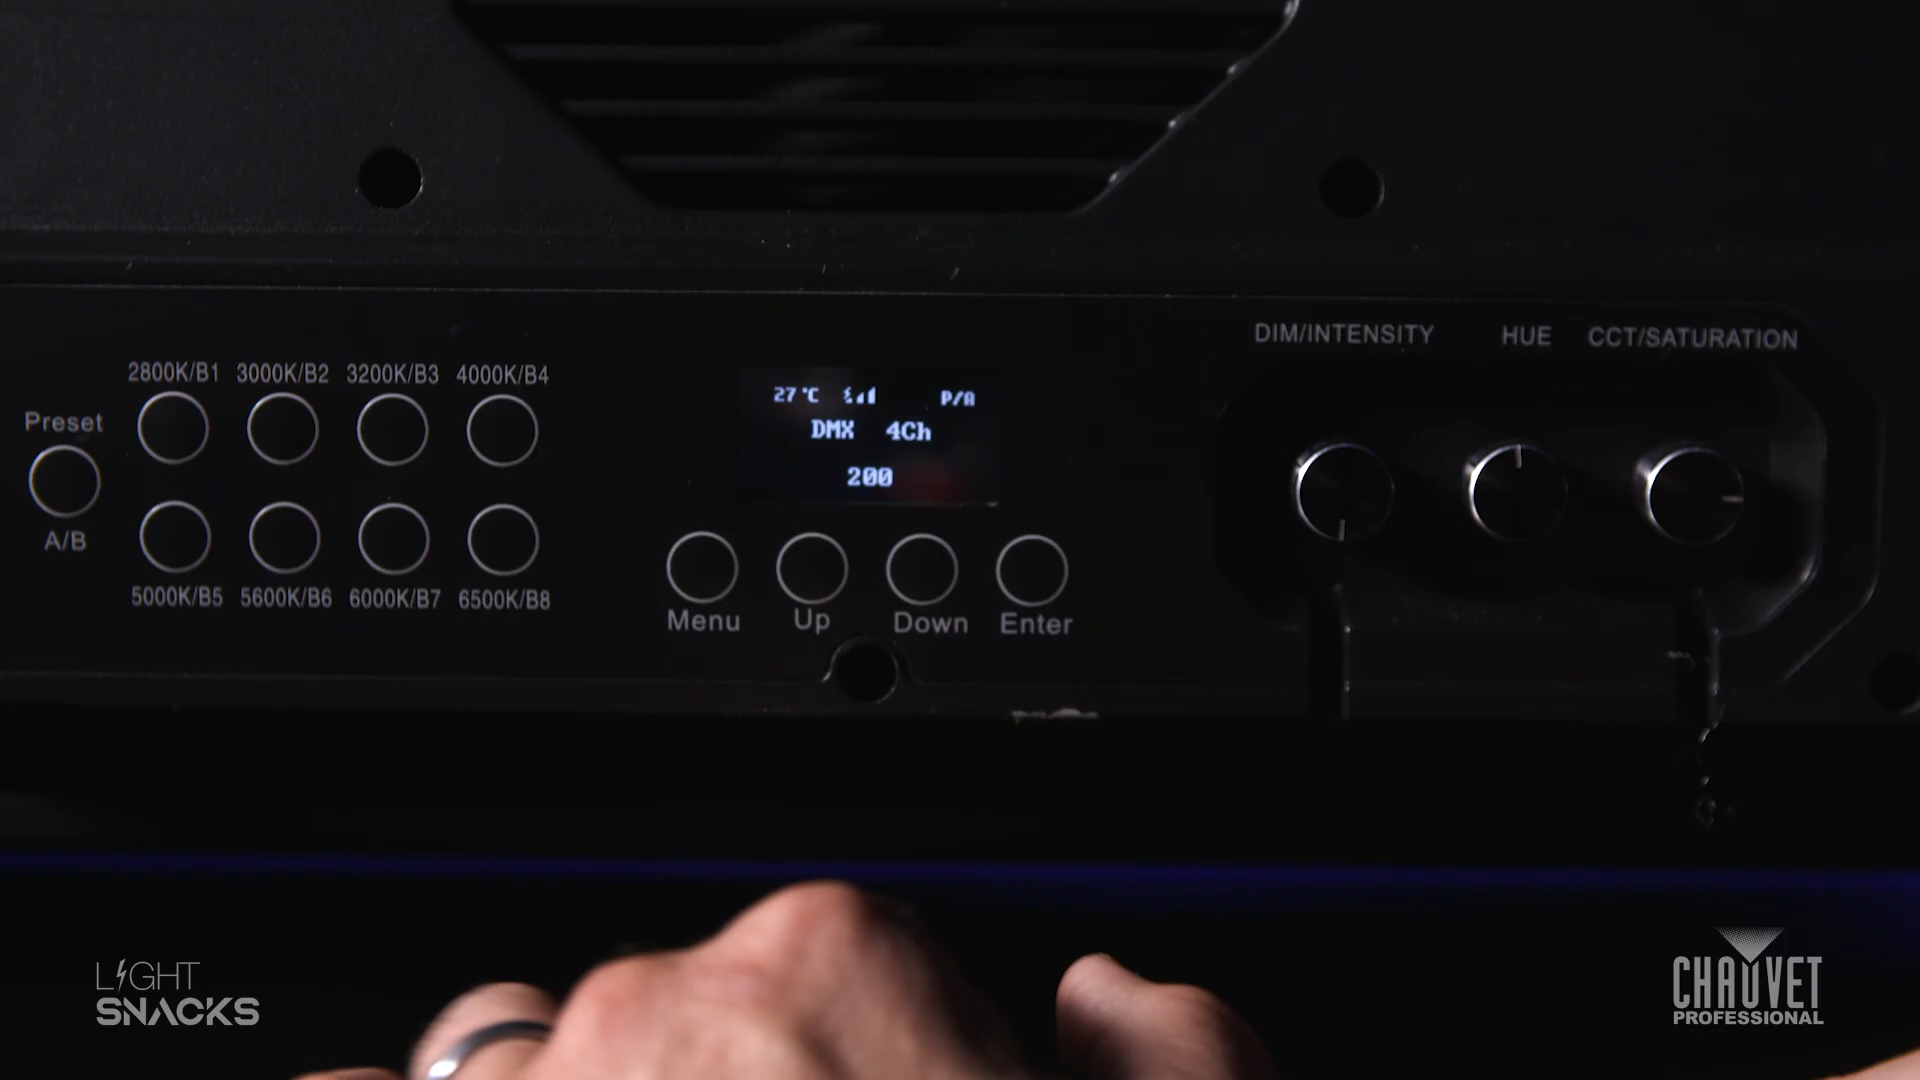 DIM/INTENSITY HUE CCT/SATURATION
2800K/B1 3000K/B2 3200K/B3 4000K/B4
Preset
A/B
5000K/B5 5600K/B6 6000K/B7 6500K/B8
27°C P/A
DMX 4Ch
200
Menu Up Down Enter
LIGHT
SNACKS
CHAUVET
PROFESSIONAL